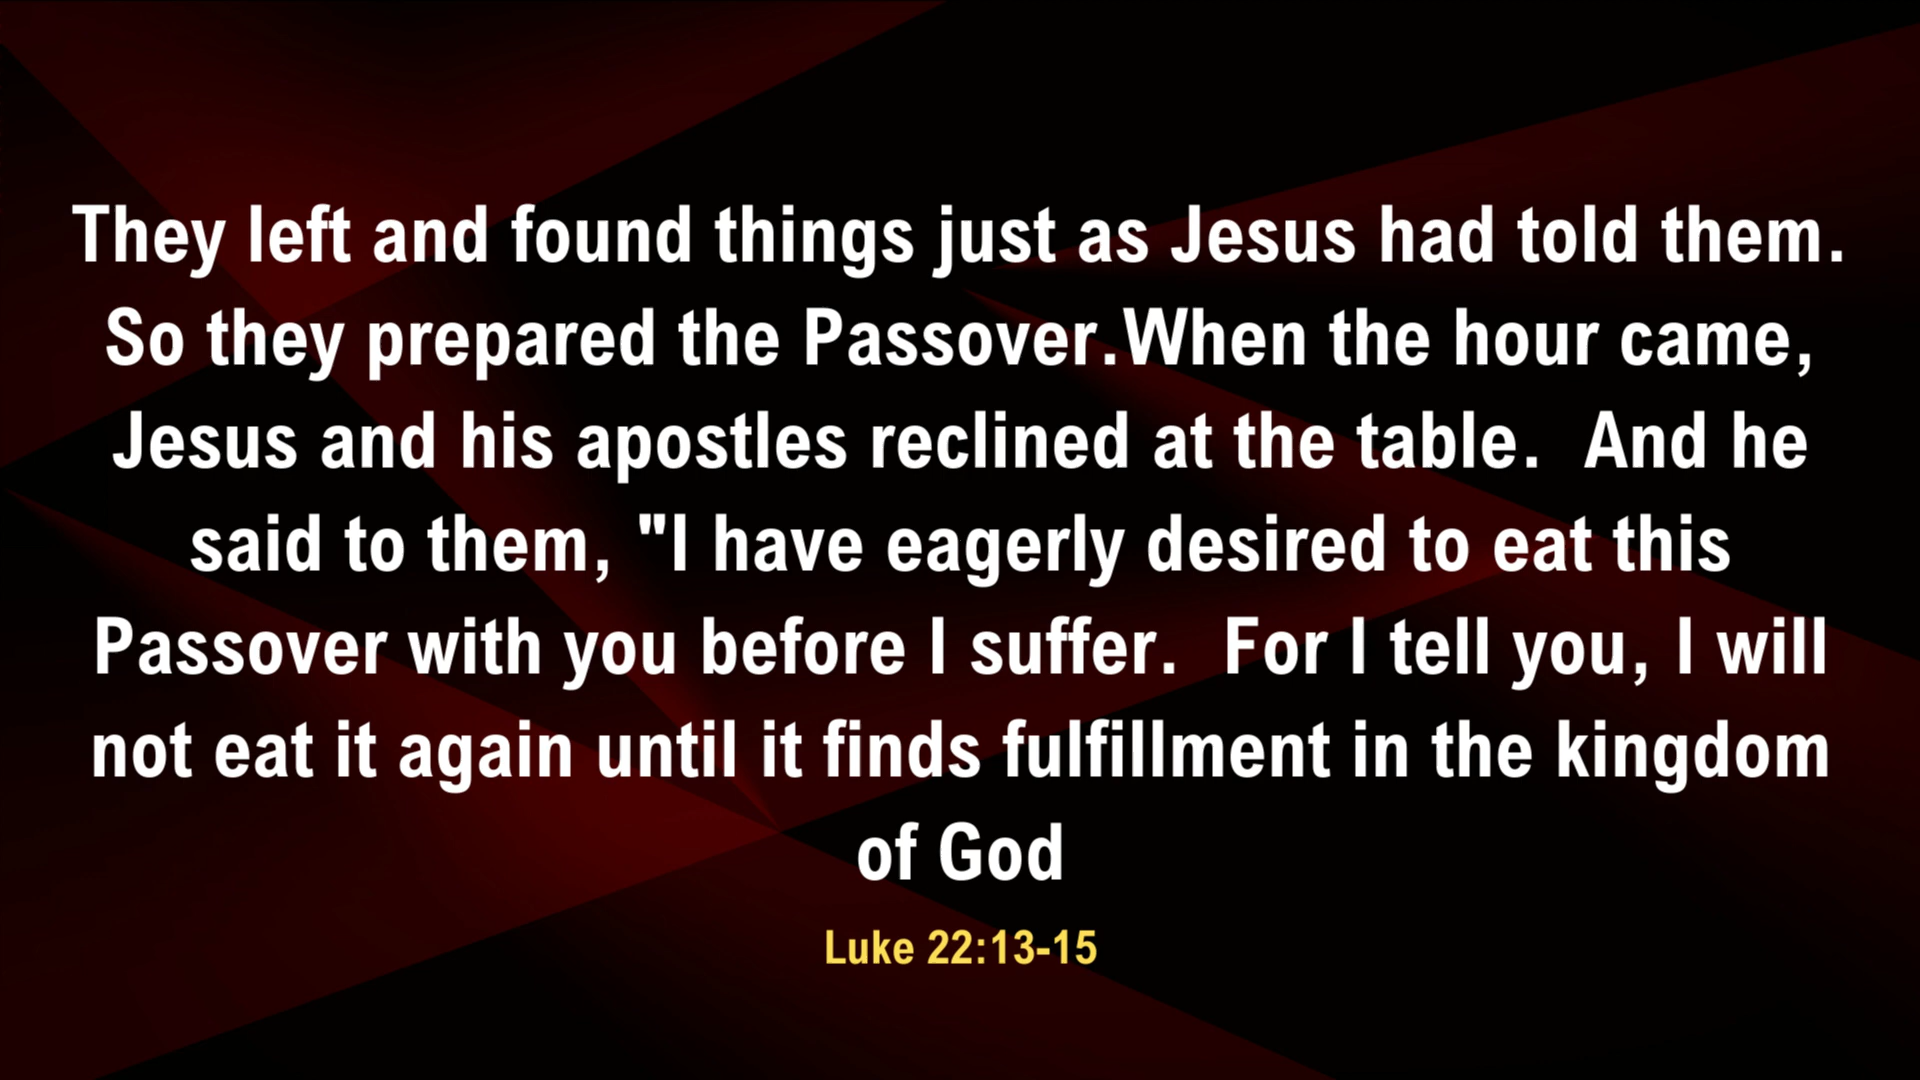 They left and found things just as Jesus had told them.
So they prepared the Passover.When the hour came,
Jesus and his apostles reclined at the table.  And he
said to them, "I have eagerly desired to eat this
Passover with you before I suffer.  For I tell you, I will
not eat it again until it finds fulfillment in the kingdom
of God
Luke 22:13-15